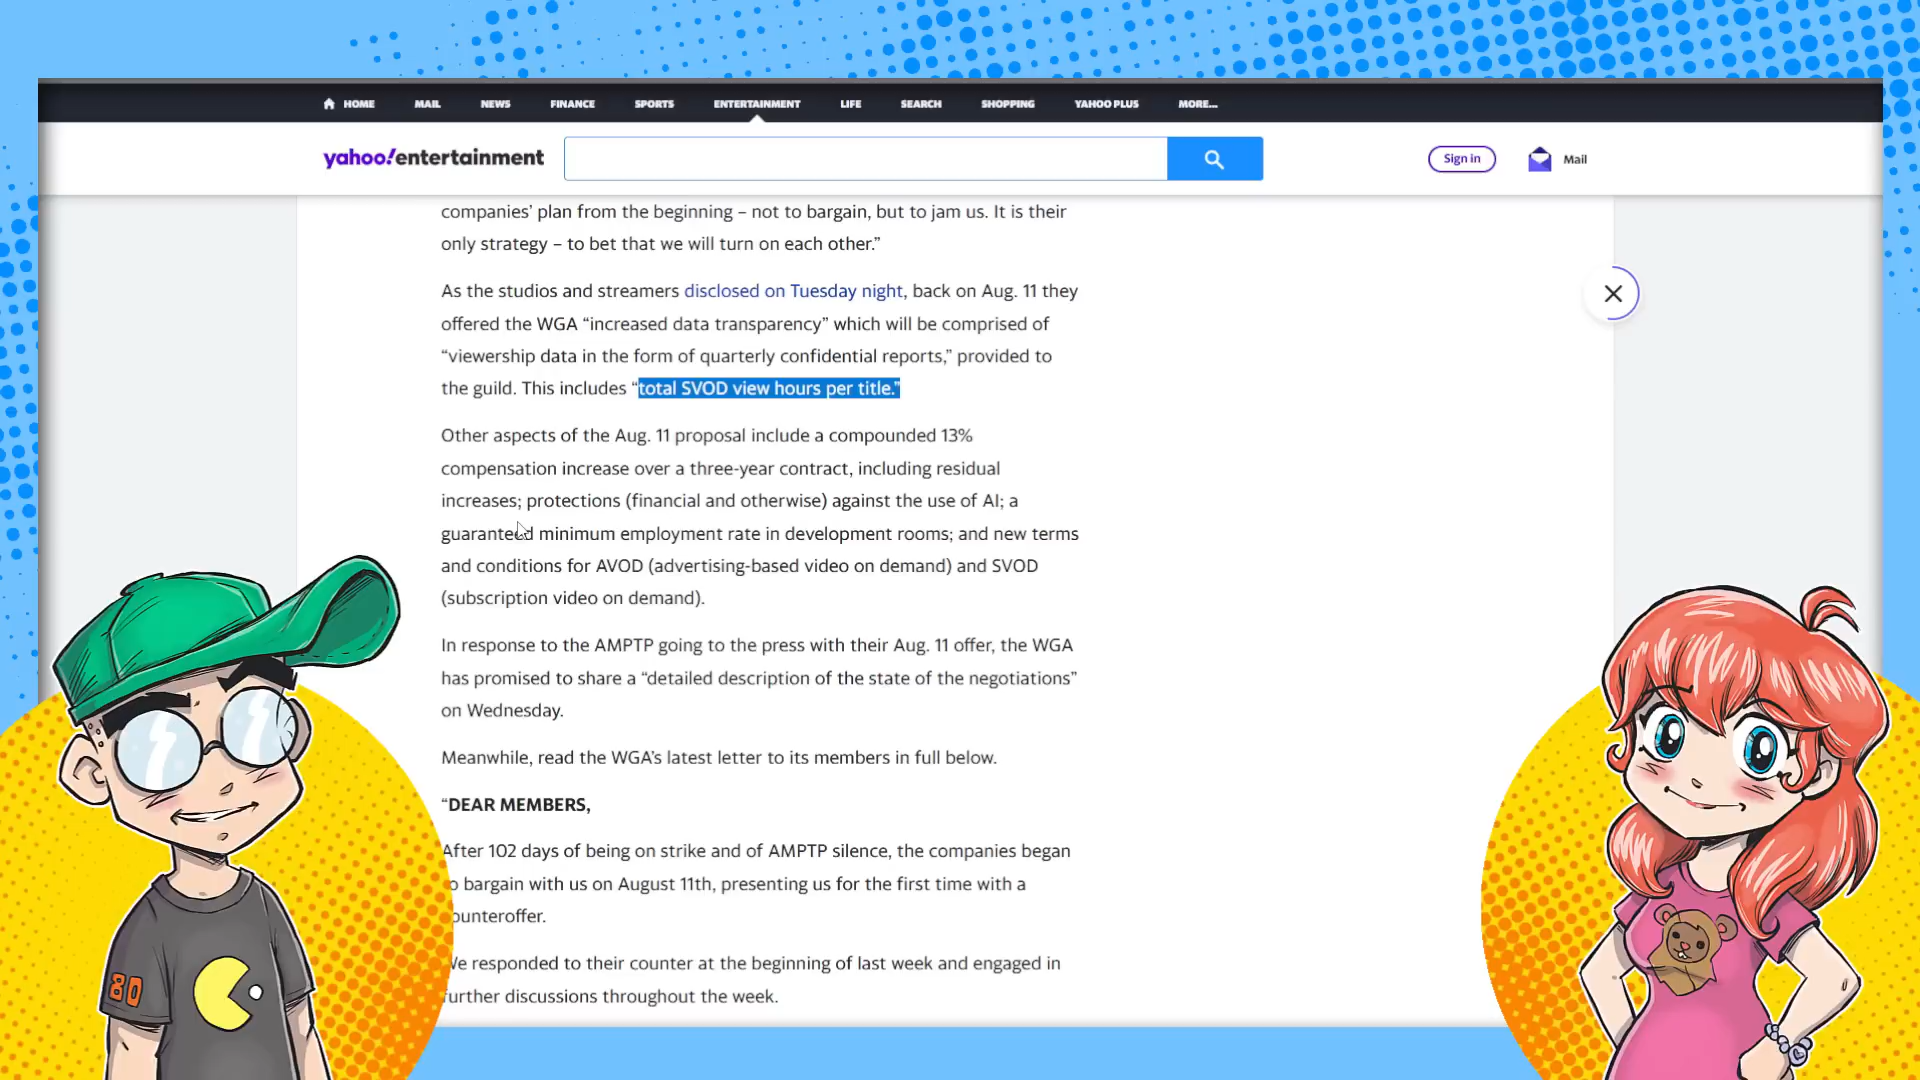 HOME MAIL NEWS FINANCE SPORTS ENTERTAINMENT LIFE SEARCH SHOPPING YAHOO PLUS MORE...
yahoo!entertainment
Sign in Mail
companies’ plan from the beginning – not to bargain, but to jam us. It is their
only strategy – to bet that we will turn on each other.”
As the studios and streamers disclosed on Tuesday night, back on Aug. 11 they
offered the WGA “increased data transparency” which will be comprised of
“viewership data in the form of quarterly confidential reports,” provided to
the guild. This includes “total SVOD view hours per title.”
Other aspects of the Aug. 11 proposal include a compounded 13%
compensation increase over a three-year contract, including residual
increases; protections (financial and otherwise) against the use of AI; a
guaranteed minimum employment rate in development rooms; and new terms
and conditions for AVOD (advertising-based video on demand) and SVOD
(subscription video on demand).
In response to the AMPTP going to the press with their Aug. 11 offer, the WGA
has promised to share a “detailed description of the state of the negotiations”
on Wednesday.
Meanwhile, read the WGA’s latest letter to its members in full below.
“DEAR MEMBERS,
After 102 days of being on strike and of AMPTP silence, the companies began
o bargain with us on August 11th, presenting us for the first time with a
ounteroffer.
We responded to their counter at the beginning of last week and engaged in
urther discussions throughout the week.
80